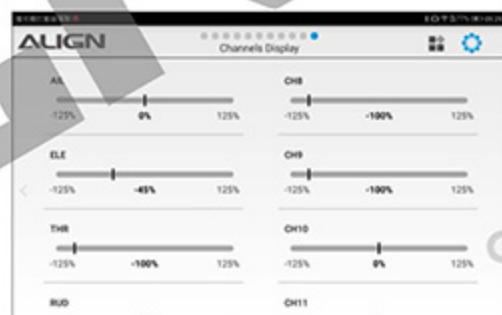 ALIGN
Channels Display
AIL
-125% 0% 125%
ELE
-125% -45% 125%
THR
-125% -100% 125%
RUD
CH8
-125% -100% 125%
CH9
-125% -100% 125%
CH10
-125% 0% 125%
CH11